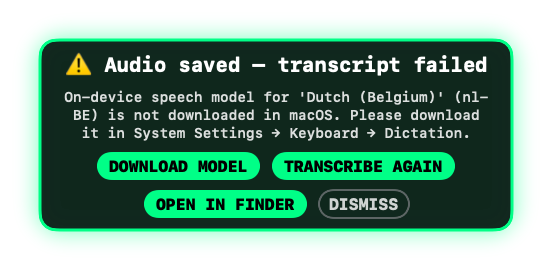 ⚠️ Audio saved — transcript failed
On-device speech model for 'Dutch (Belgium)' (nl-
BE) is not downloaded in macOS. Please download
it in System Settings → Keyboard → Dictation.
DOWNLOAD MODEL TRANSCRIBE AGAIN
OPEN IN FINDER DISMISS